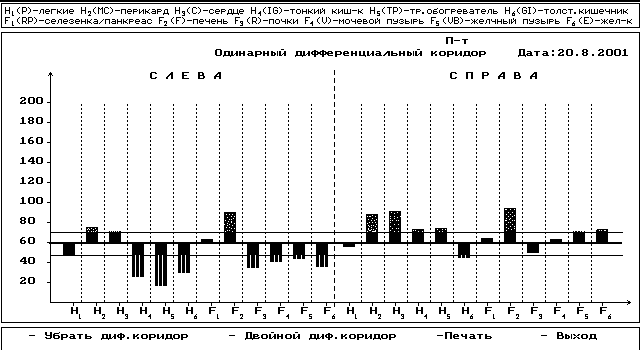 H₁(P)-легкие H₂(MC)-перикард H₃(C)-сердце H₄(IG)-тонкий киш-к H₅(TP)-тр.обогреватель H₆(GI)-толст.кишечник
F₁(RP)-селезенка/панкреас F₂(F)-печень F₃(R)-почки F₄(V)-мочевой пузырь F₅(VB)-желчный пузырь F₆(E)-жел-к
П-т
Одинарный дифференциальный коридор Дата:20.8.2001
СЛЕВА СПРАВА
200
180
160
140
120
100
80
60
40
20
H₁ H₂ H₃ H₄ H₅ H₆ F₁ F₂ F₃ F₄ F₅ F₆ H₁ H₂ H₃ H₄ H₅ H₆ F₁ F₂ F₃ F₄ F₅ F₆
- Убрать диф.коридор - Двойной диф.коридор -Печать - Выход